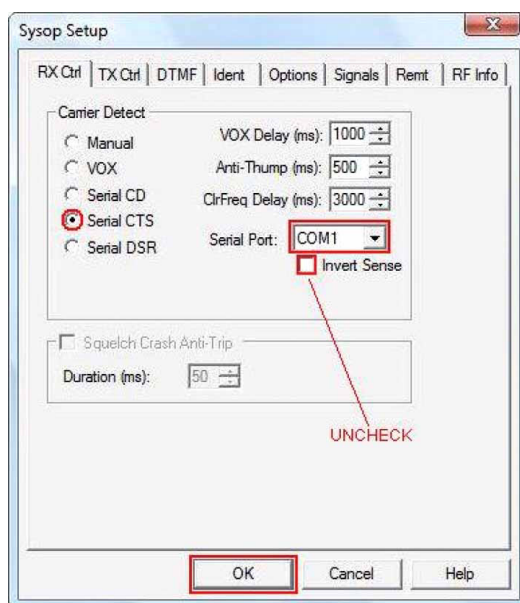 Sysop Setup
RX Ctrl TX Ctrl DTMF Ident Options Signals Remt RF Info
Carrier Detect
Manual
VOX
Serial CD
Serial CTS
Serial DSR
VOX Delay (ms): 1000
Anti-Thump (ms): 500
ClrFreq Delay (ms): 3000
Serial Port: COM1
Invert Sense
Squelch Crash Anti-Trip
Duration (ms): 50
UNCHECK
OK Cancel Help